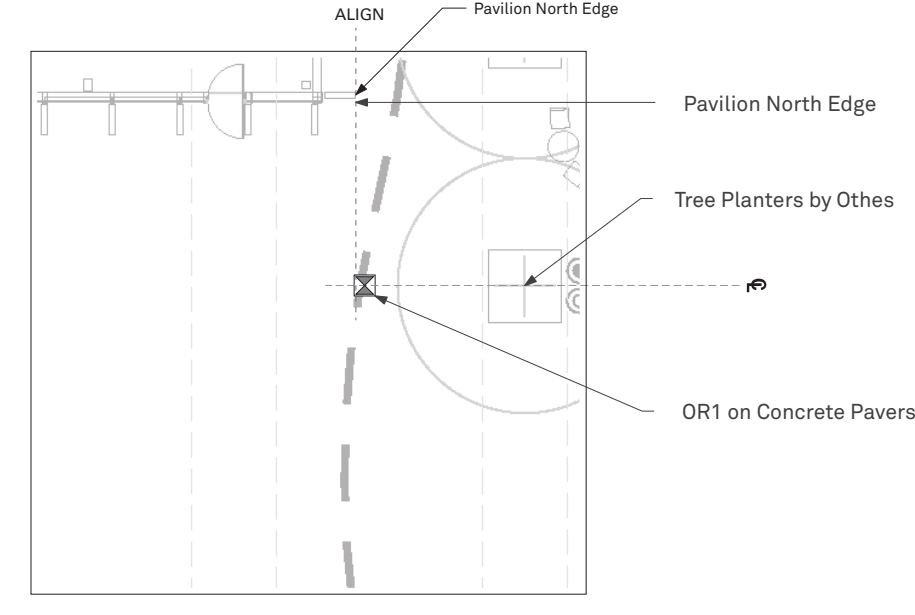 Pavilion North Edge
ALIGN
Pavilion North Edge
Tree Planters by Othes
OR1 on Concrete Pavers